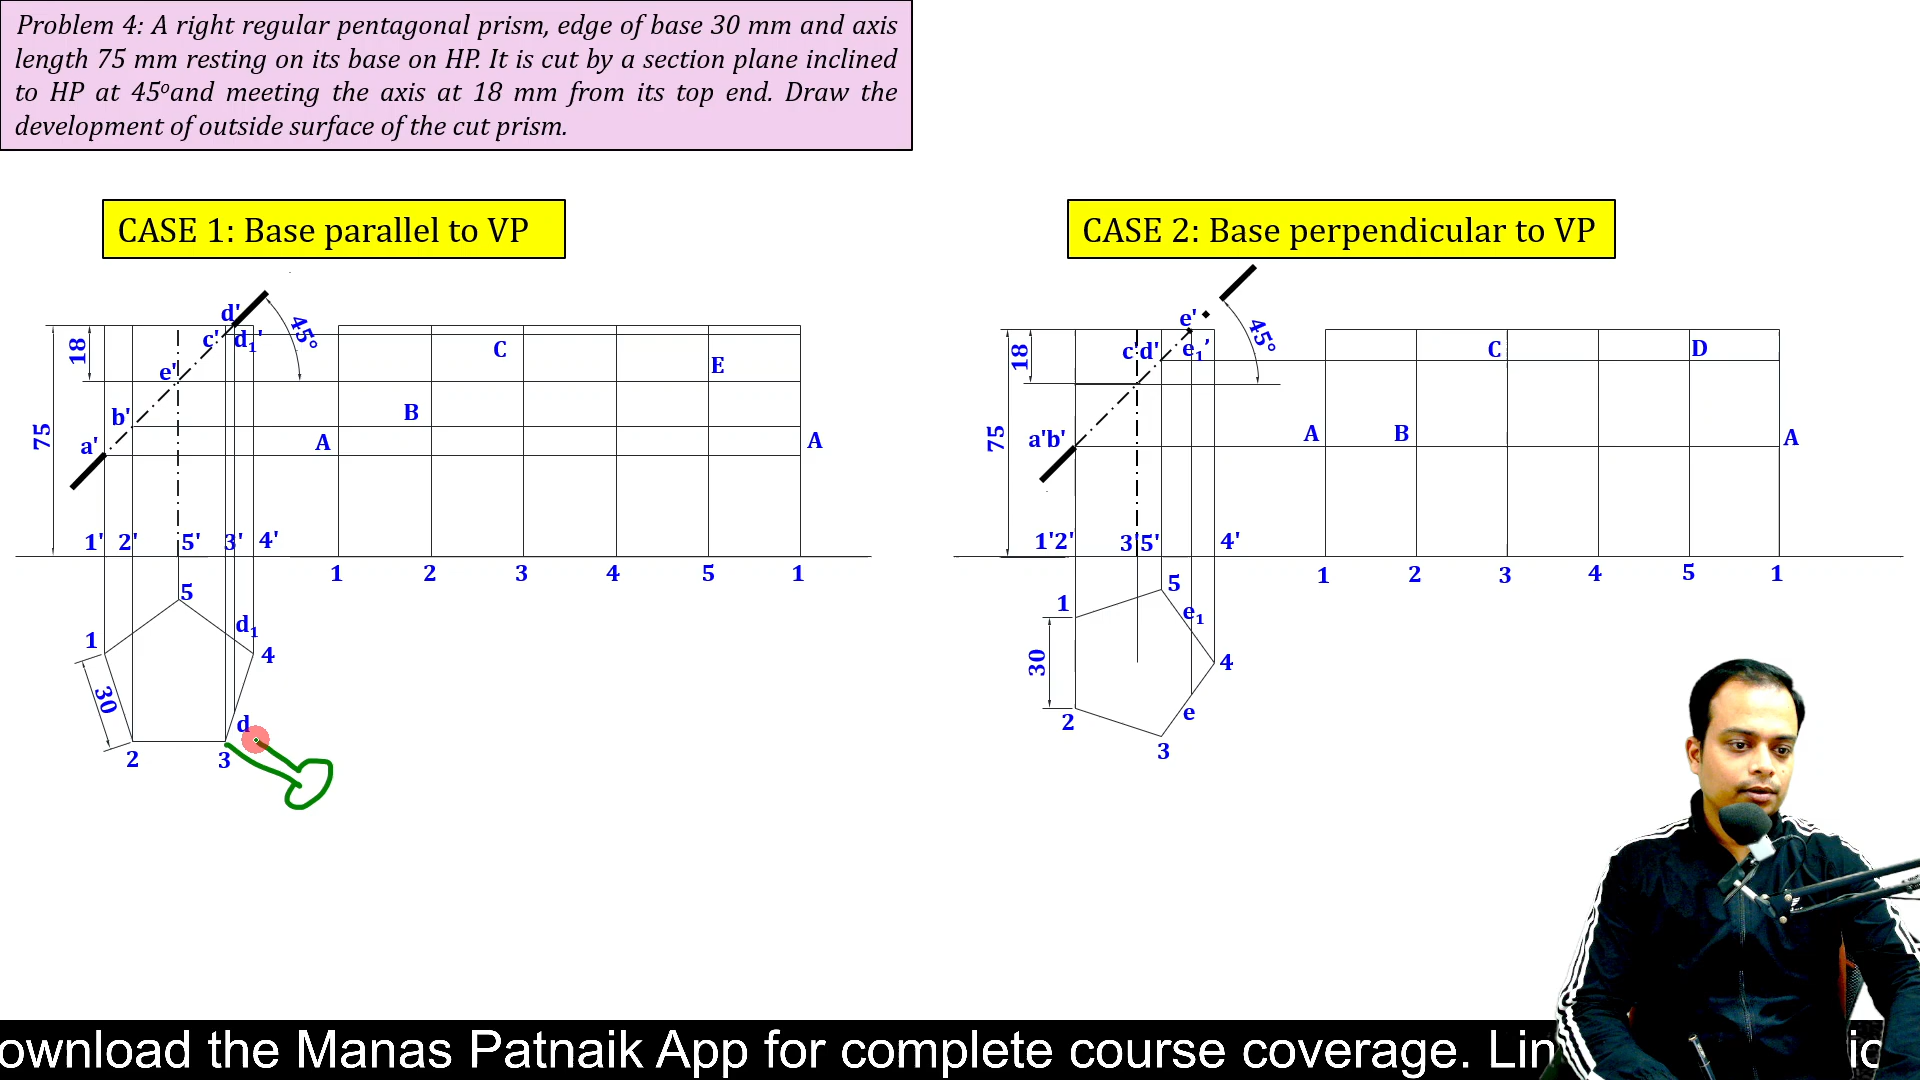 Problem 4: A right regular pentagonal prism, edge of base 30 mm and axis
length 75 mm resting on its base on HP. It is cut by a section plane inclined
to HP at 45ºand meeting the axis at 18 mm from its top end. Draw the
development of outside surface of the cut prism.
CASE 1: Base parallel to VP
d'
45°
18
c' d₁'
C
e'
E
b'
B
75
a'
A
A
1' 2' 5' 3' 4'
1 2 3 4 5 1
5
d₁
1
4
30
d
2 3
CASE 2: Base perpendicular to VP
e'
45°
18
c'd' e₁’
C D
75
a'b'
A B A
1'2' 3'5' 4'
1 2 3 4 5 1
5
1
e₁
30
4
2
e
3
ownload the Manas Patnaik App for complete course coverage. Lin